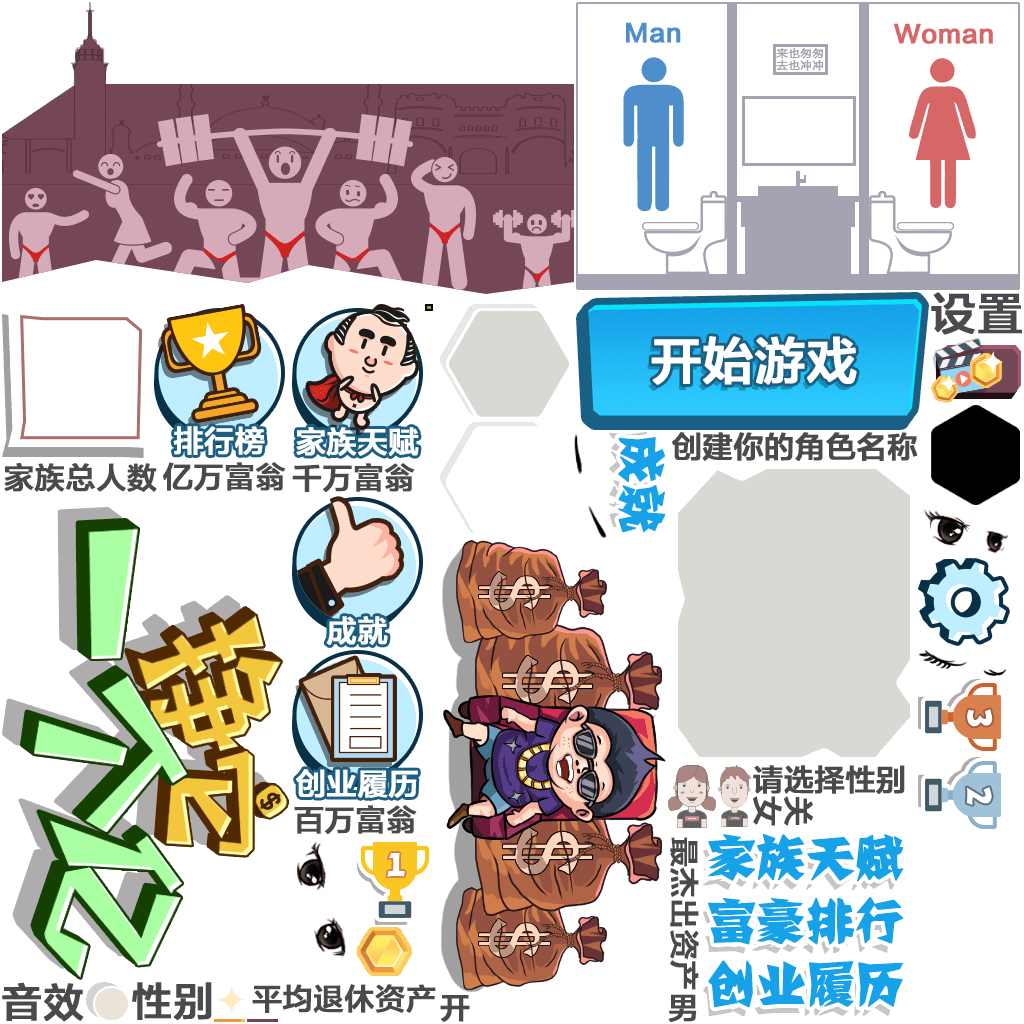 Man
Woman
来也匆匆
去也冲冲
开始游戏
设置
排行榜
家族天赋
家族总人数
亿万富翁
千万富翁
成就
创建你的角色名称
成就
创业履历
百万富翁
一个亿
3
2
1
请选择性别
女关
家族天赋
富豪排行
创业履历
最杰出资产
男
音效
性别
平均退休资产
开